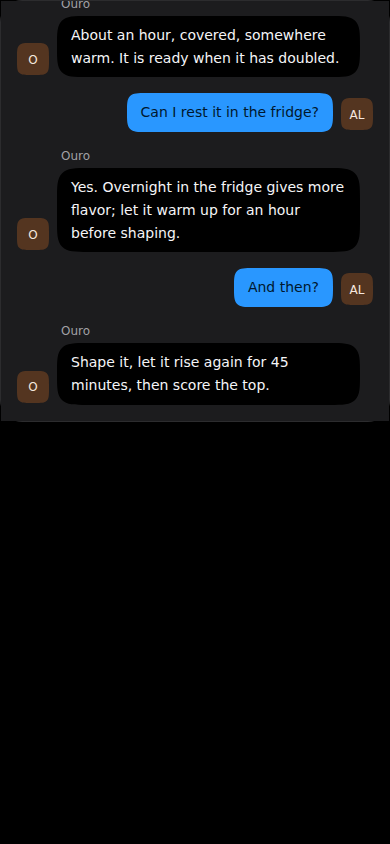 Ouro
About an hour, covered, somewhere
warm. It is ready when it has doubled.
O
Can I rest it in the fridge?
AL
Ouro
Yes. Overnight in the fridge gives more
flavor; let it warm up for an hour
before shaping.
O
And then?
AL
Ouro
Shape it, let it rise again for 45
minutes, then score the top.
O